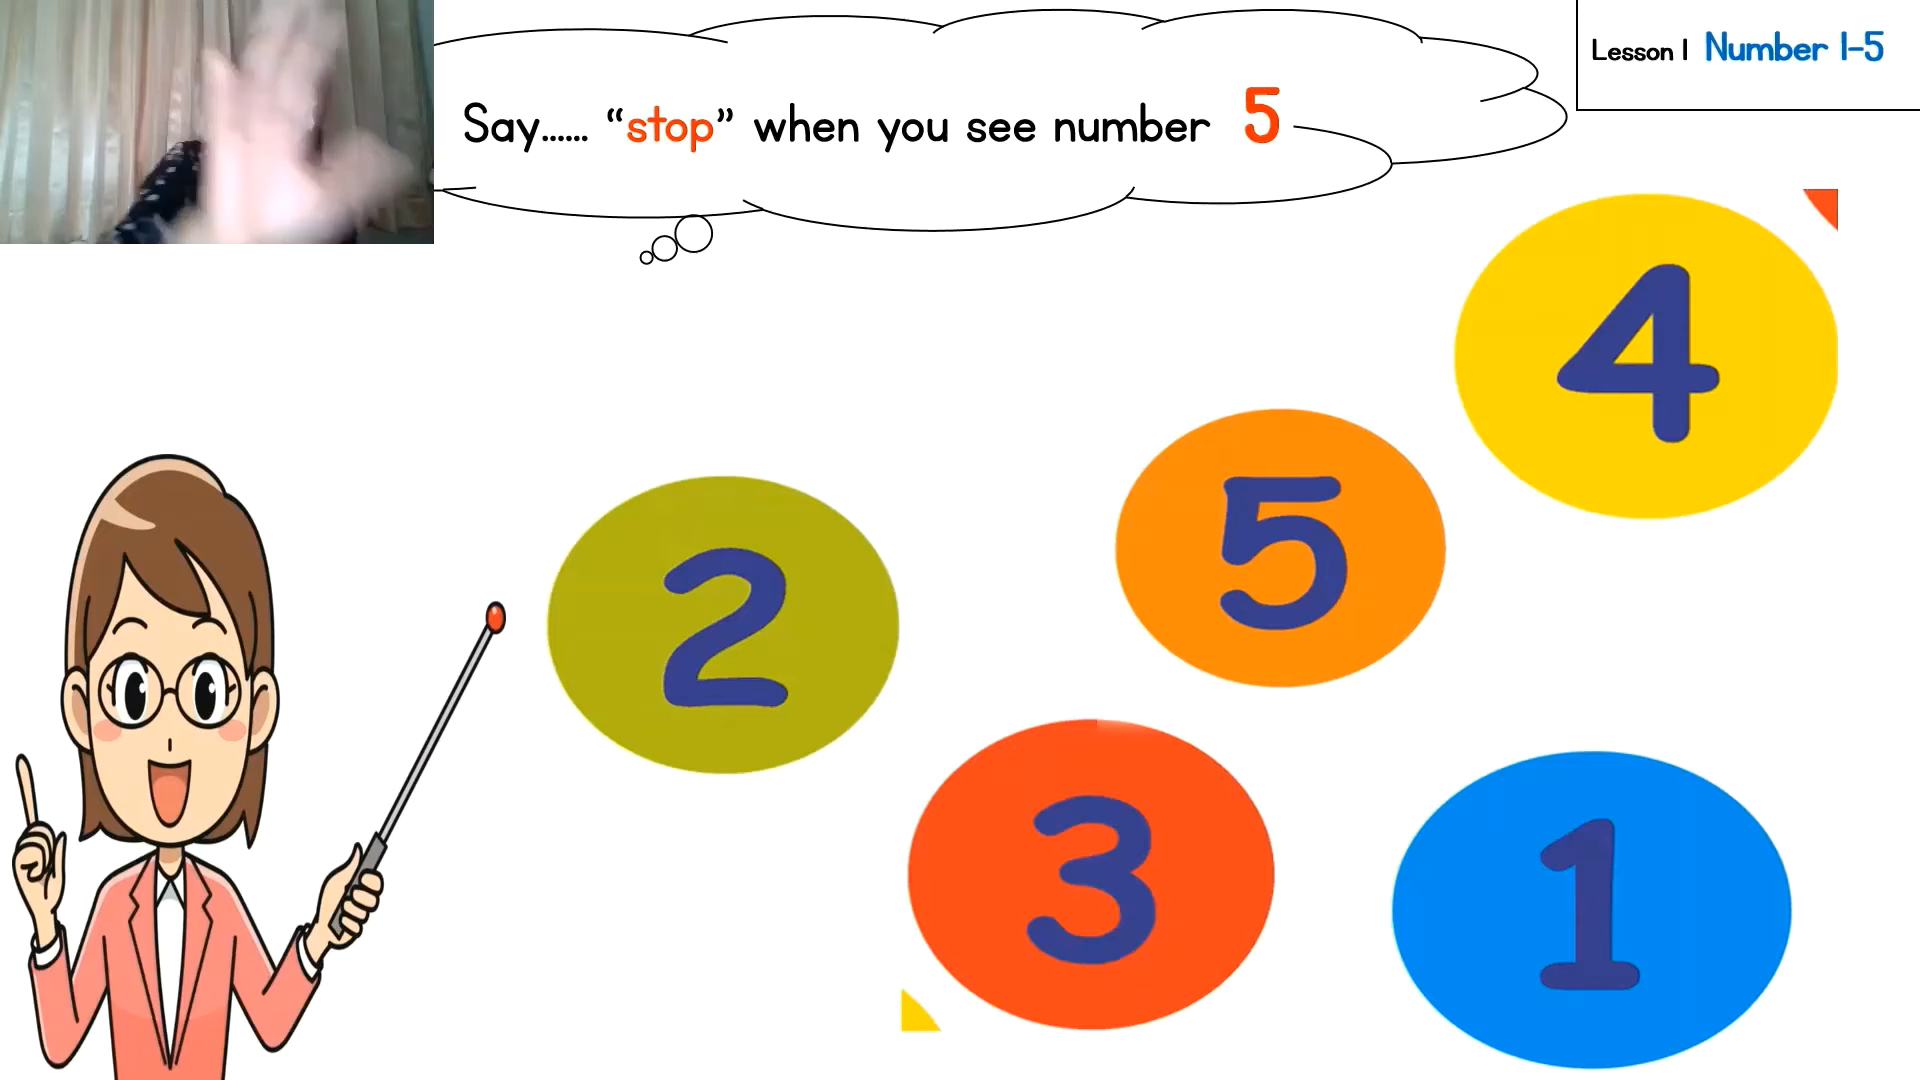 Lesson 1 Number 1-5
Say...... “stop” when you see number 5
4
5
2
3
1